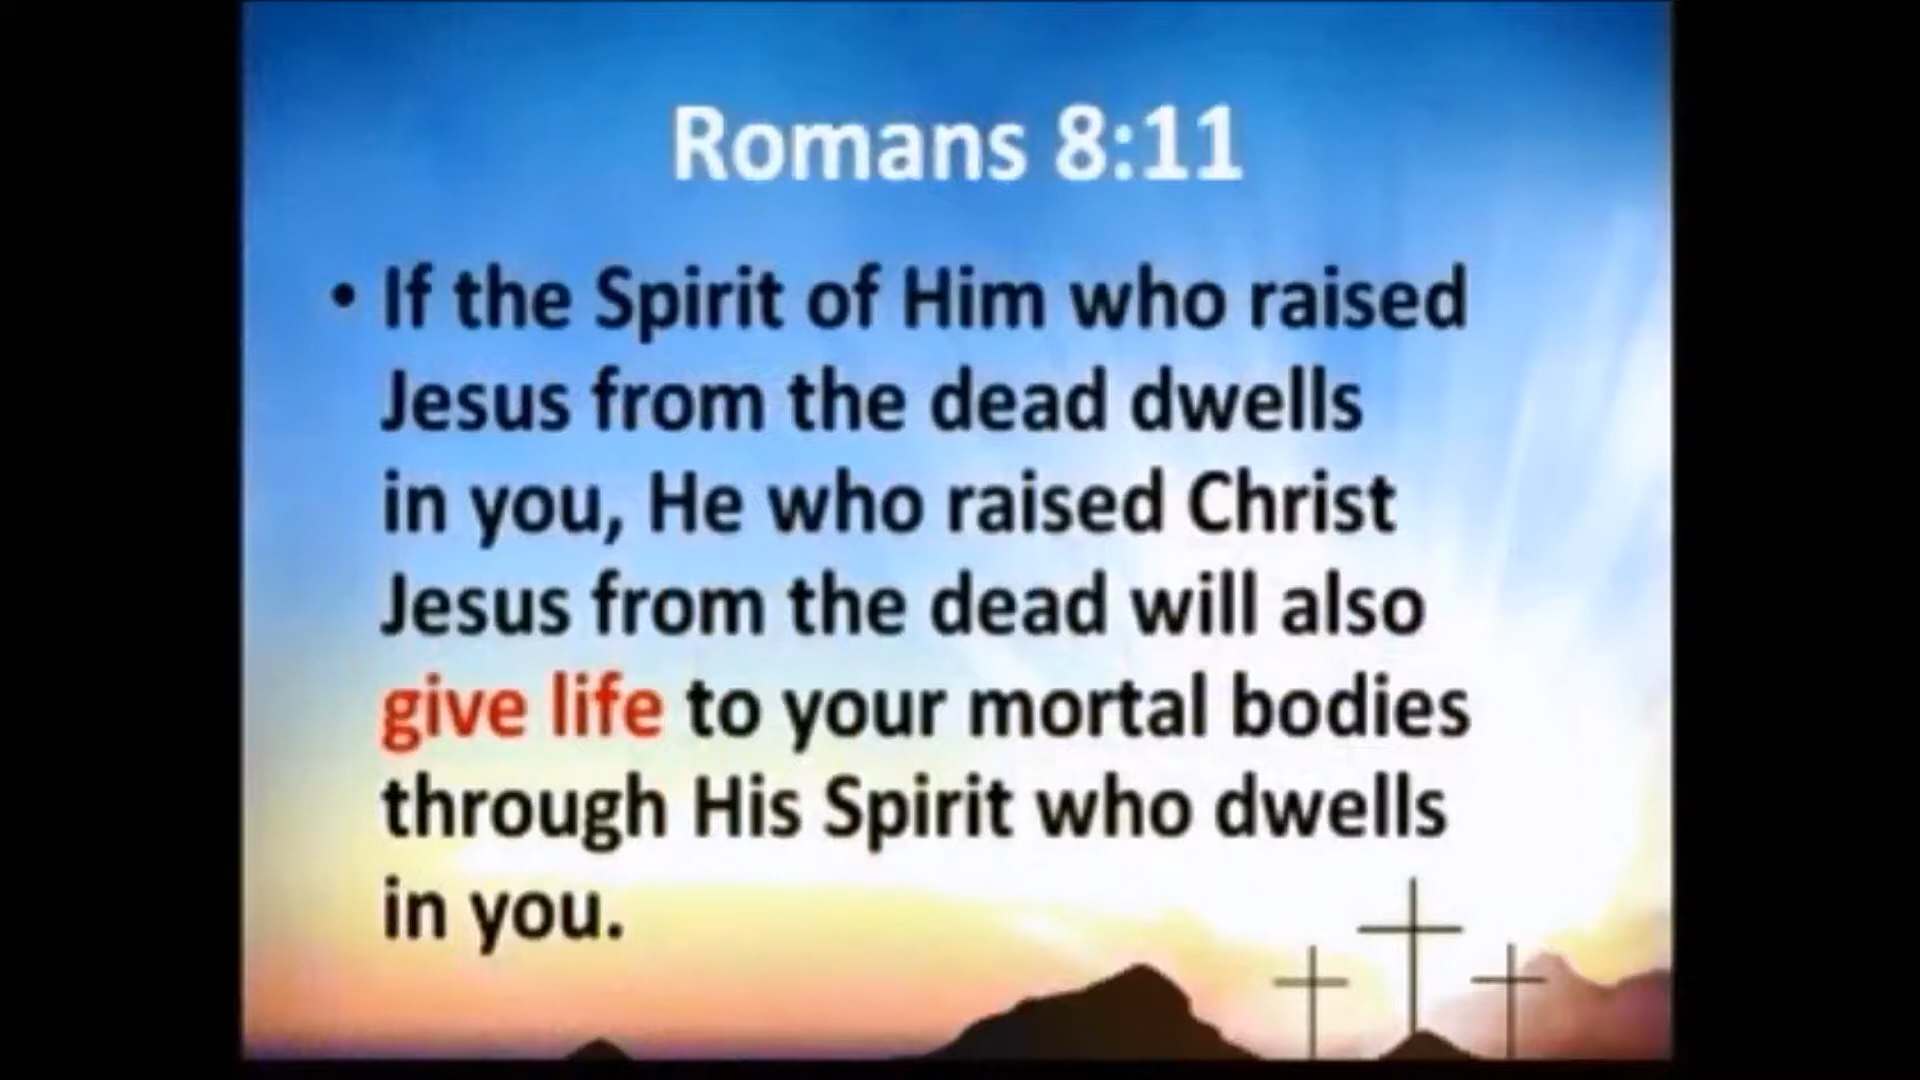 Romans 8:11
• If the Spirit of Him who raised
Jesus from the dead dwells
in you, He who raised Christ
Jesus from the dead will also
give life to your mortal bodies
through His Spirit who dwells
in you.